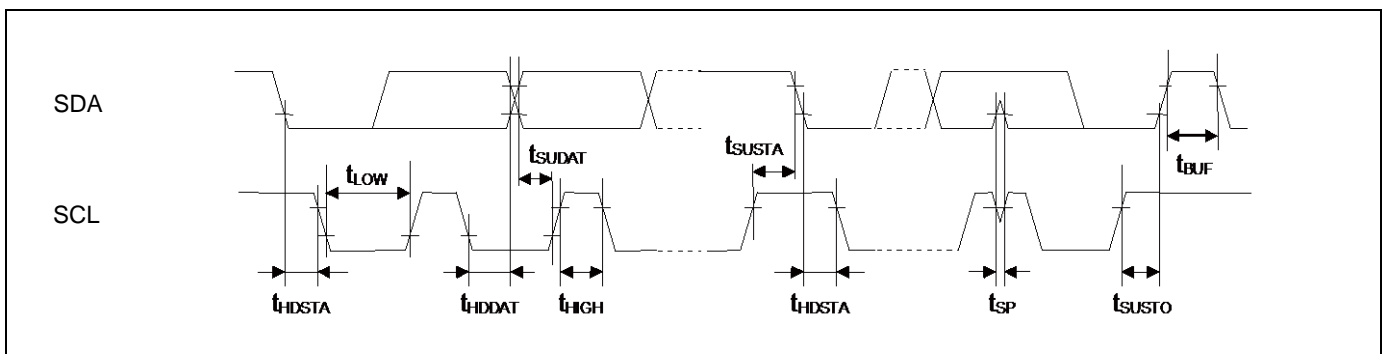 SDA
tSUDAT
tSUSTA
tBUF
tLOW
SCL
tHDSTA
tHDDAT
tHIGH
tHDSTA
tSP
tSUSTO